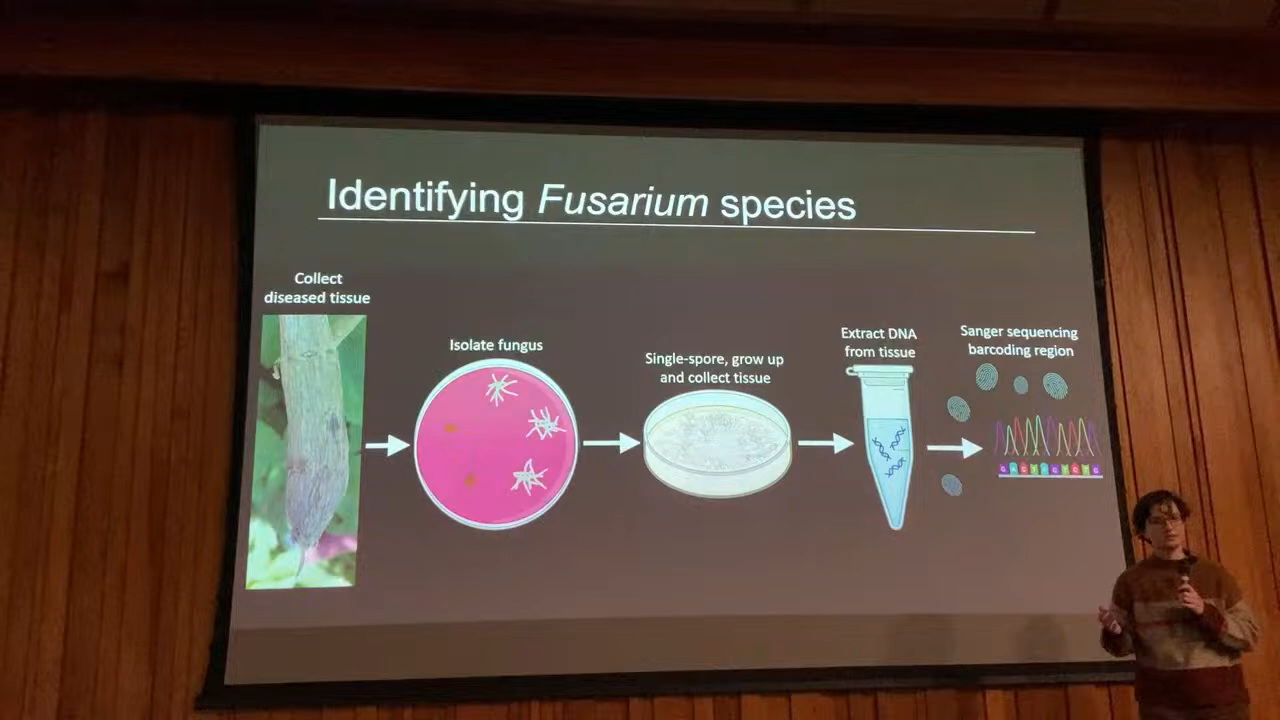 Identifying Fusarium species
Collect
diseased tissue
Isolate fungus
Single-spore, grow up
and collect tissue
Extract DNA
from tissue
Sanger sequencing
barcoding region